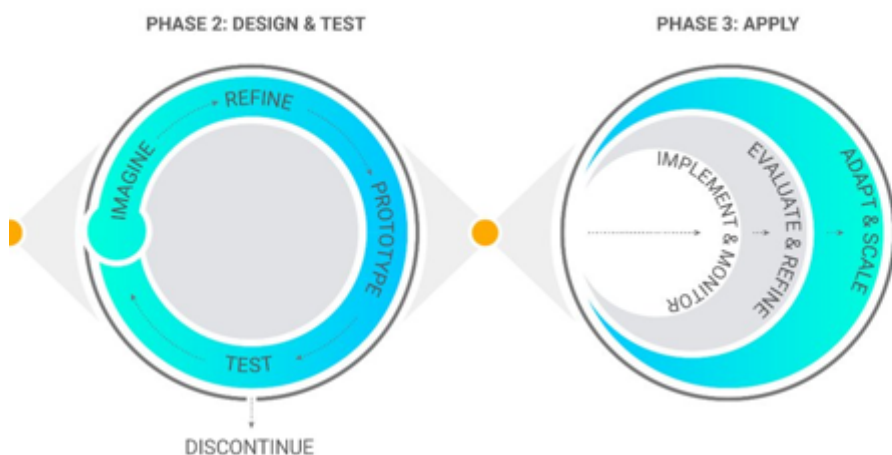 PHASE 2: DESIGN & TEST
PHASE 3: APPLY
REFINE
IMAGINE
PROTOTYPE
TEST
DISCONTINUE
IMPLEMENT & MONITOR
EVALUATE & REFINE
ADAPT & SCALE